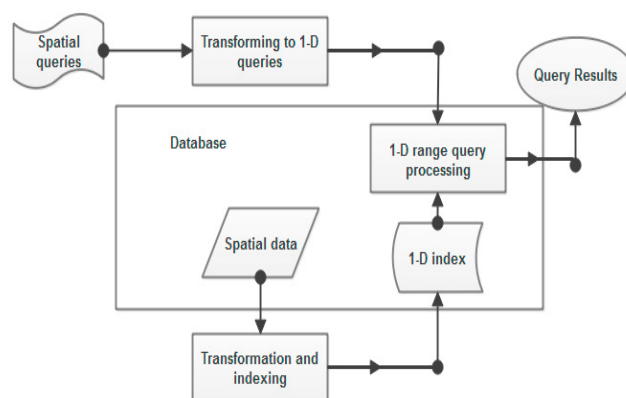 Spatial
queries
Transforming to 1-D
queries
Query Results
Database
1-D range query
processing
Spatial data
1-D index
Transformation and
indexing